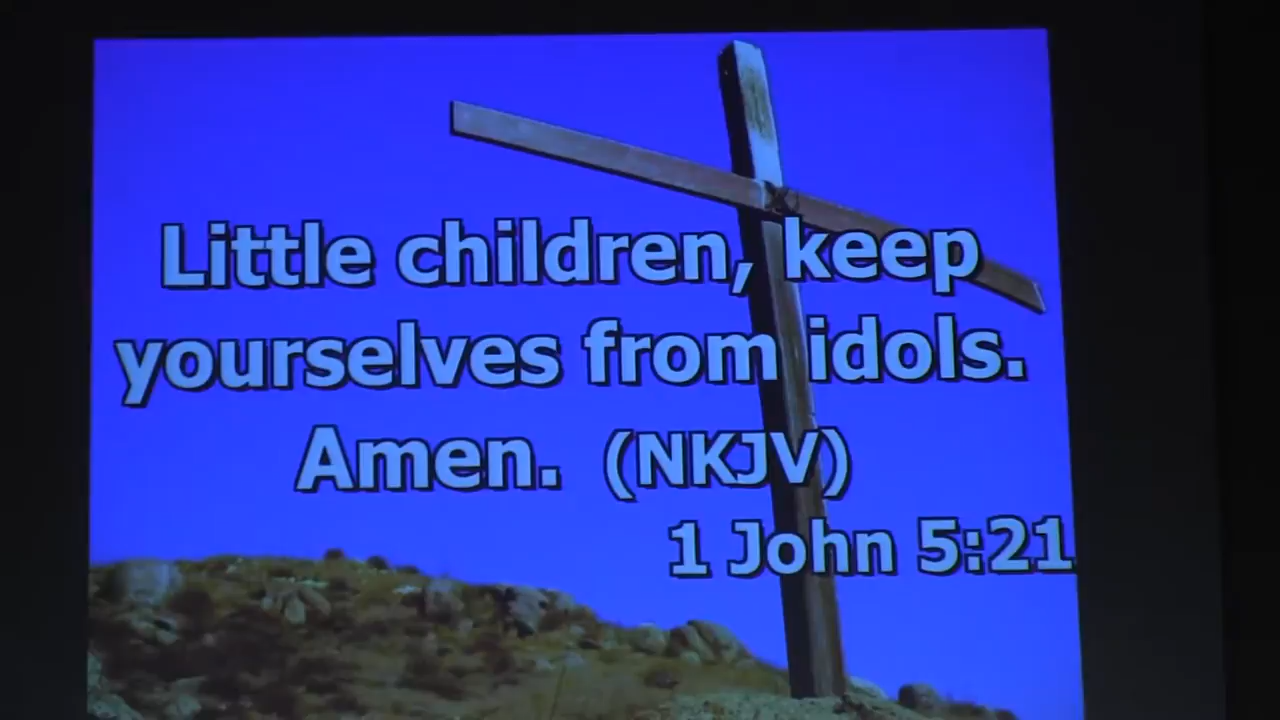 Little children, keep
yourselves from idols.
Amen. (NKJV)
1 John 5:21